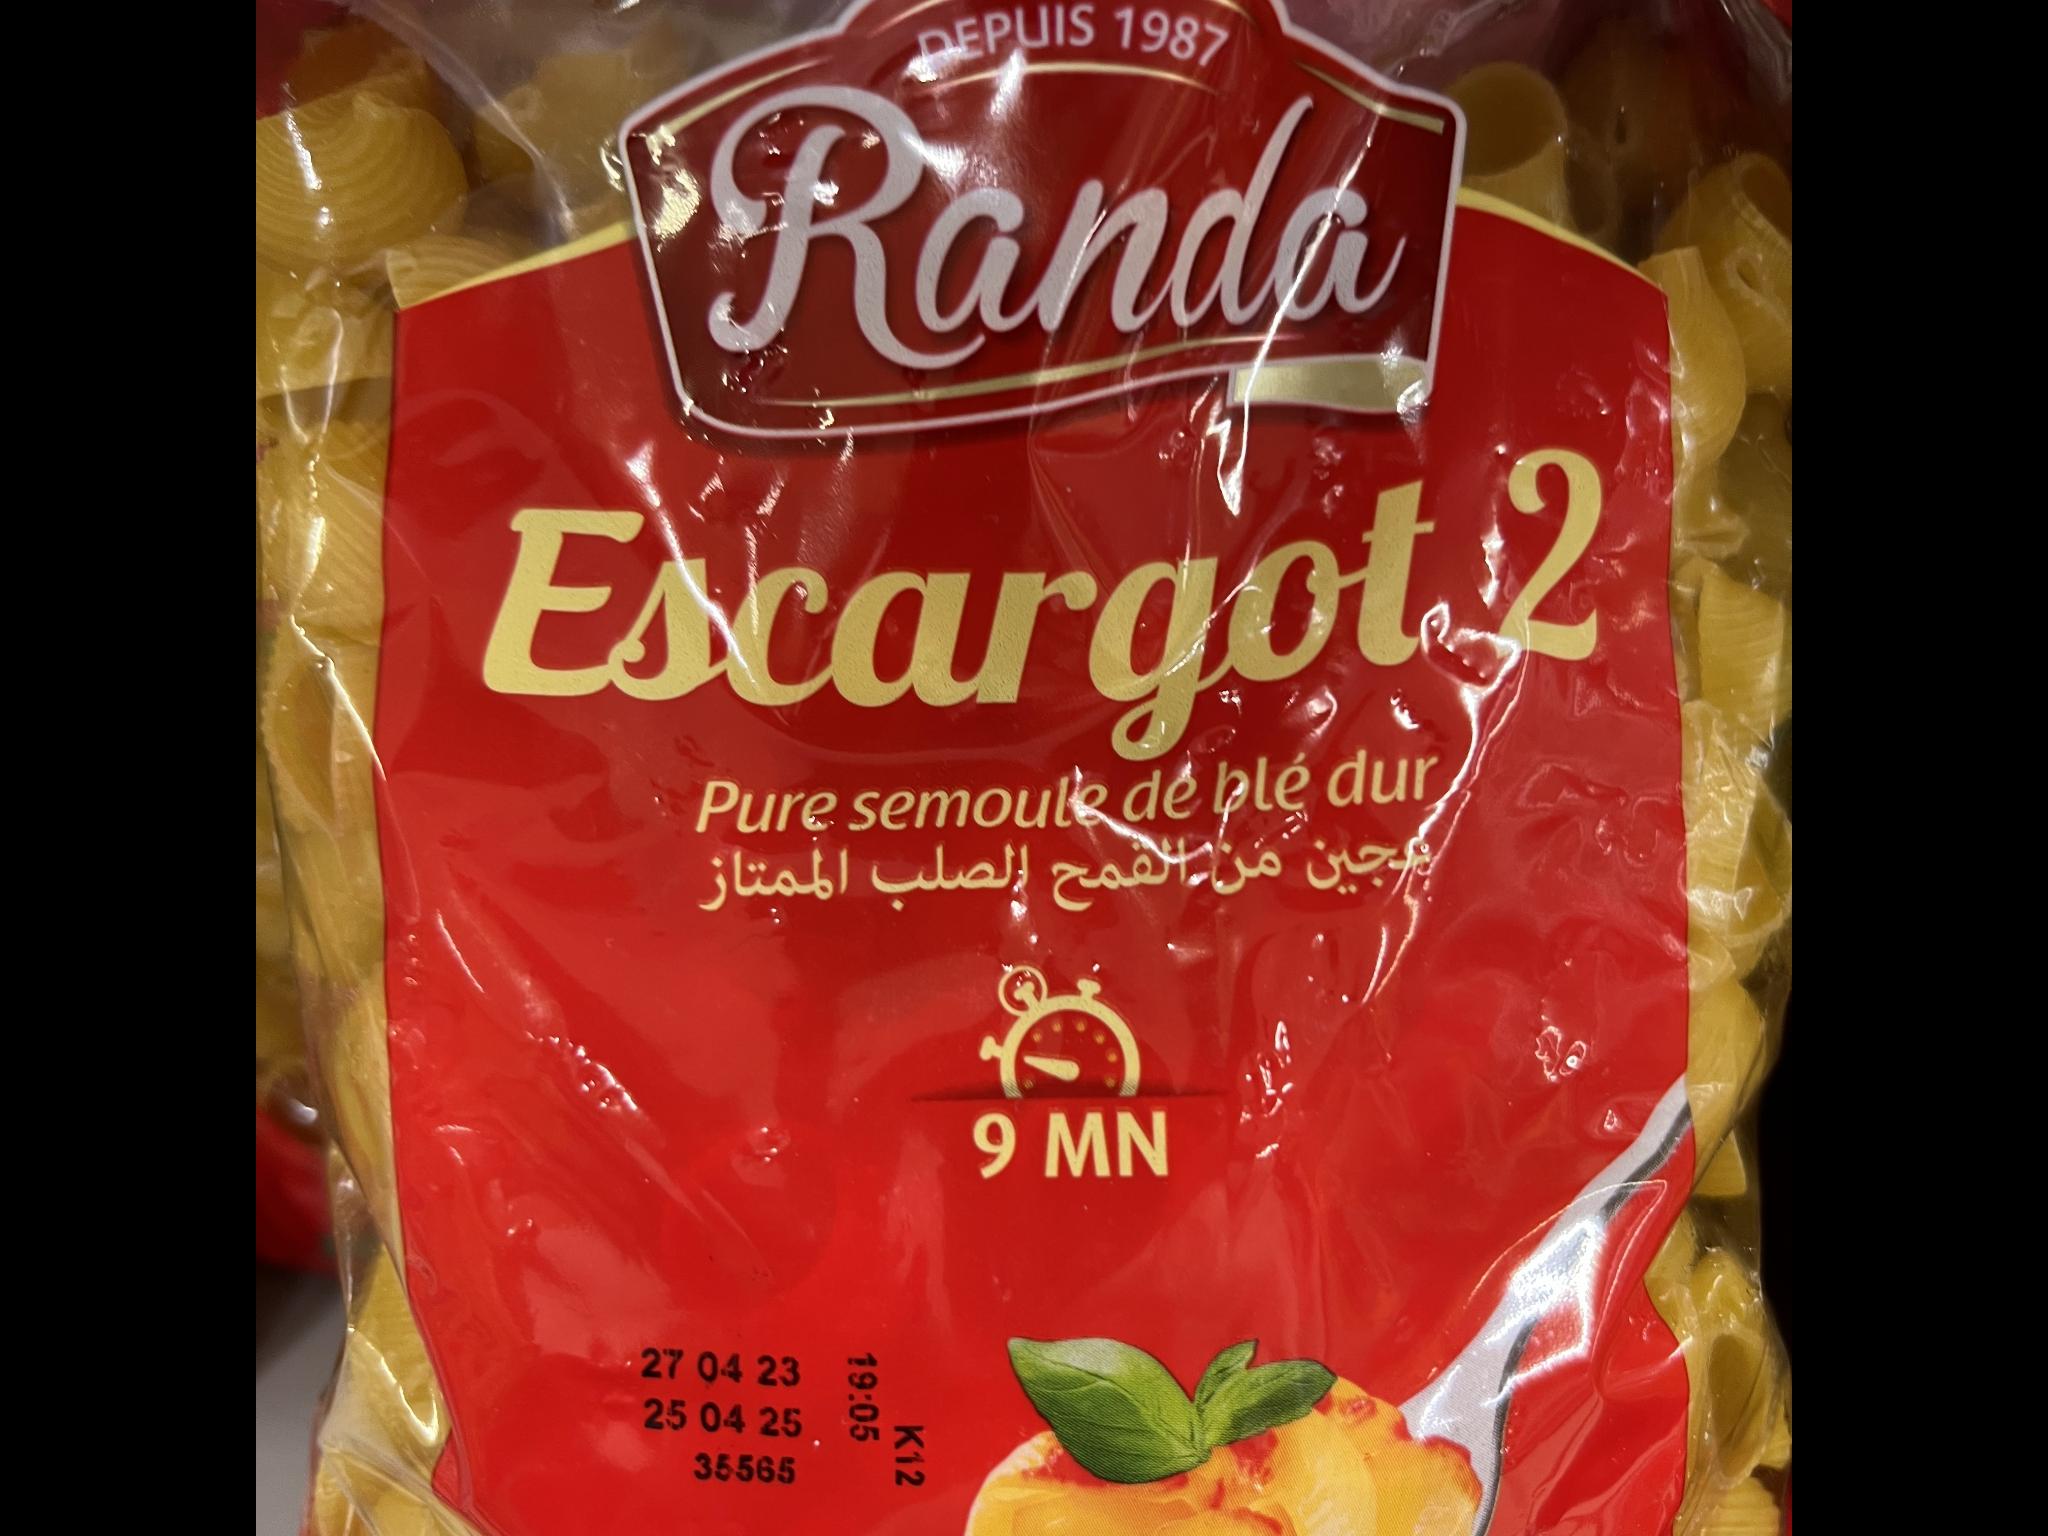 DEPUIS 1987
Randa
Escargot 2
Pure semoule de blé dur
عجين من القمح الصلب الممتاز
9 MN
27 04 23
25 04 25
35565
19:05
K12